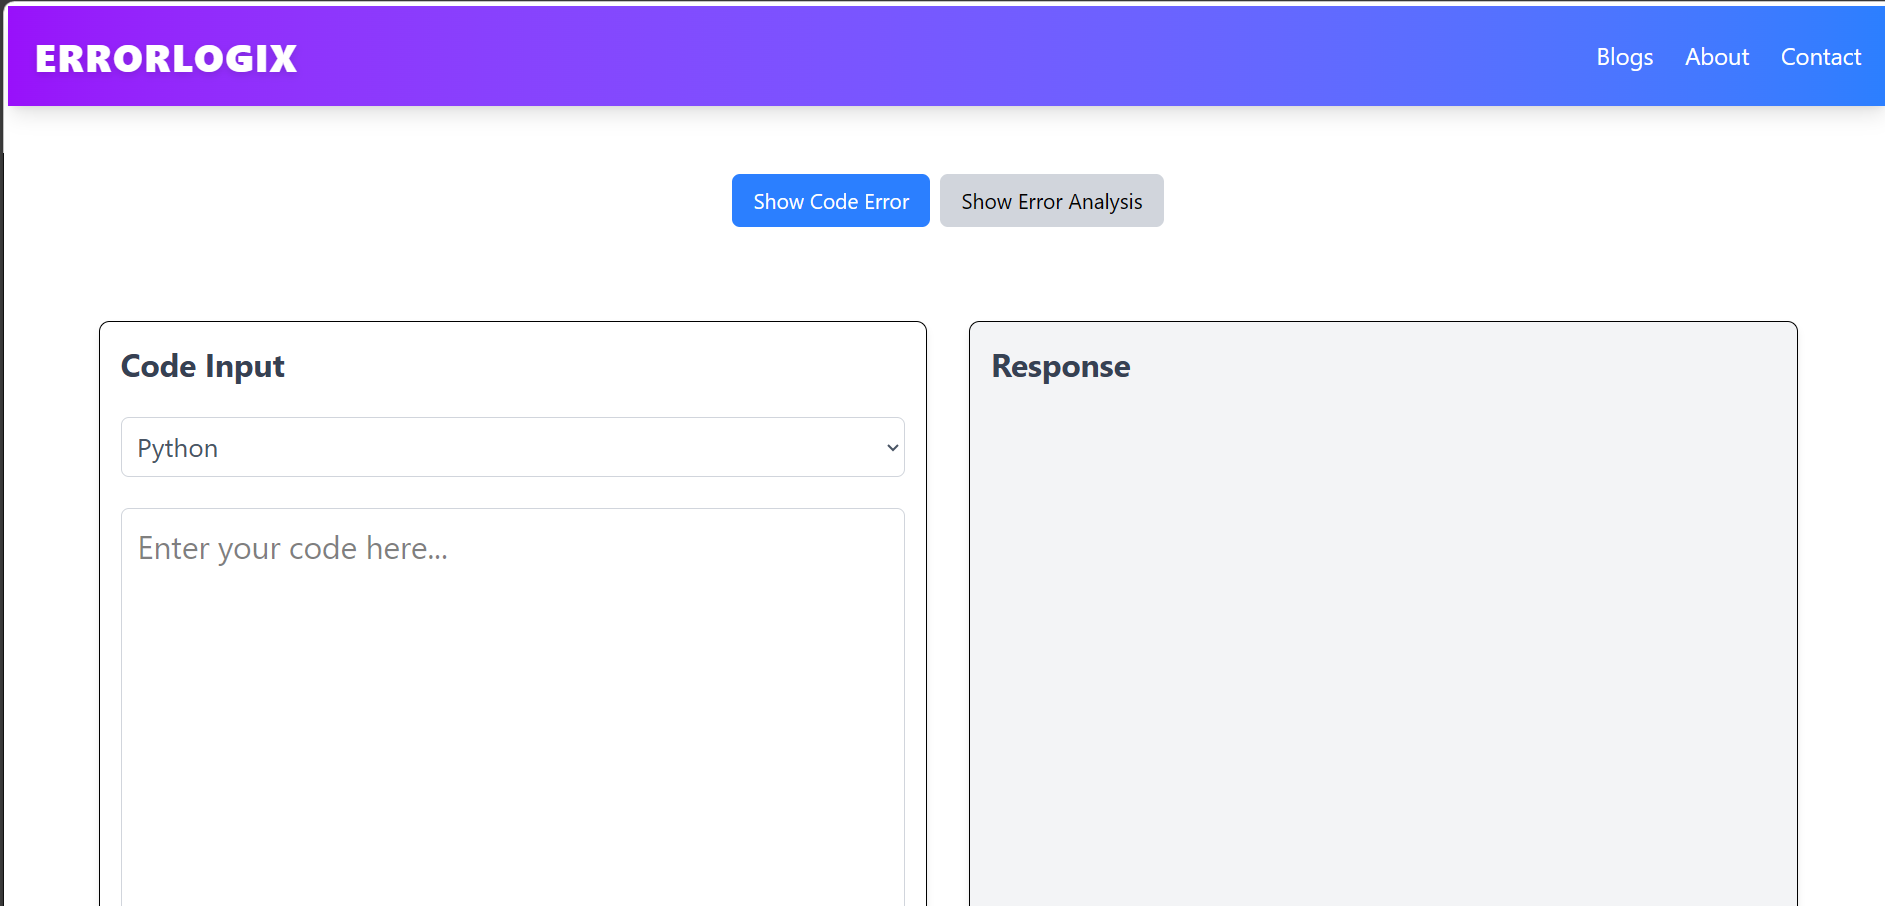 ERRORLOGIX
Blogs About Contact
Show Code Error Show Error Analysis
Code Input
Python
Enter your code here...
Response